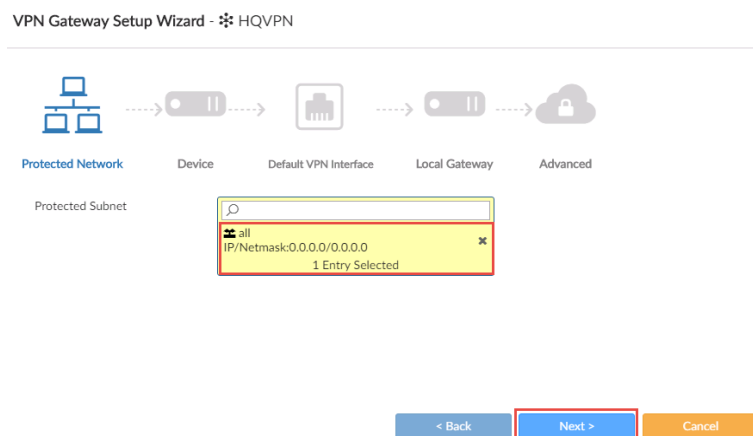 VPN Gateway Setup Wizard - HQVPN
Protected Network
Device
Default VPN Interface
Local Gateway
Advanced
Protected Subnet
all
IP/Netmask:0.0.0.0/0.0.0.0
1 Entry Selected
< Back
Next >
Cancel